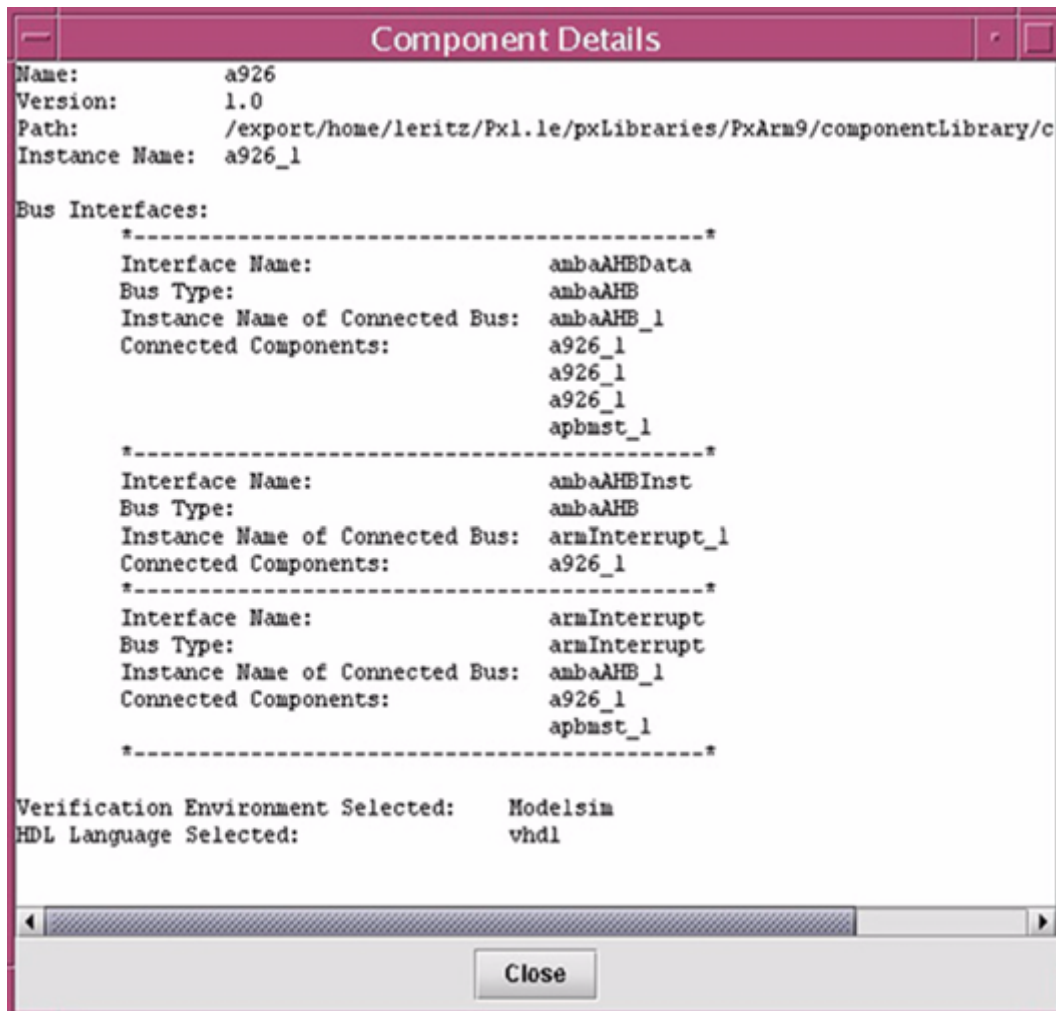 Component Details
Name: a926
Version: 1.0
Path: /export/home/leritz/Px1.1e/pxLibraries/PxArm9/componentLibrary/c
Instance Name: a926_1
Bus Interfaces:
*--------------------------------------------*
Interface Name: ambaAHBData
Bus Type: ambaAHB
Instance Name of Connected Bus: ambaAHB_1
Connected Components: a926_1
a926_1
a926_1
apbmst_1
*--------------------------------------------*
Interface Name: ambaAHBInst
Bus Type: ambaAHB
Instance Name of Connected Bus: armInterrupt_1
Connected Components: a926_1
*--------------------------------------------*
Interface Name: armInterrupt
Bus Type: armInterrupt
Instance Name of Connected Bus: ambaAHB_1
Connected Components: a926_1
apbmst_1
*--------------------------------------------*
Verification Environment Selected: Modelsim
HDL Language Selected: vhdl
Close